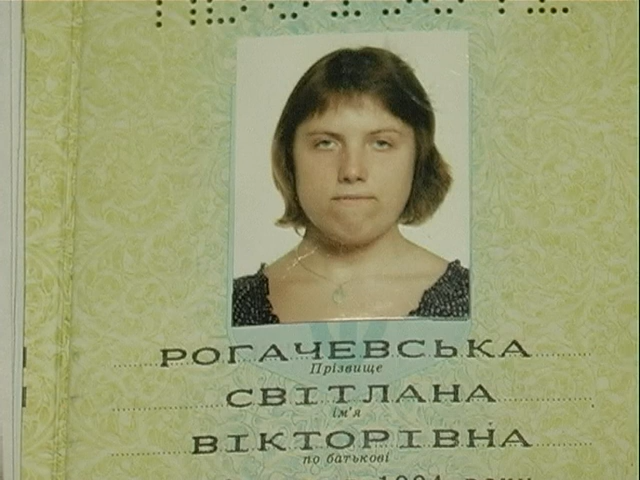 РОГАЧЕВСЬКА
Прізвище
СВІТЛАНА
ім'я
ВІКТОРІВНА
по батькові